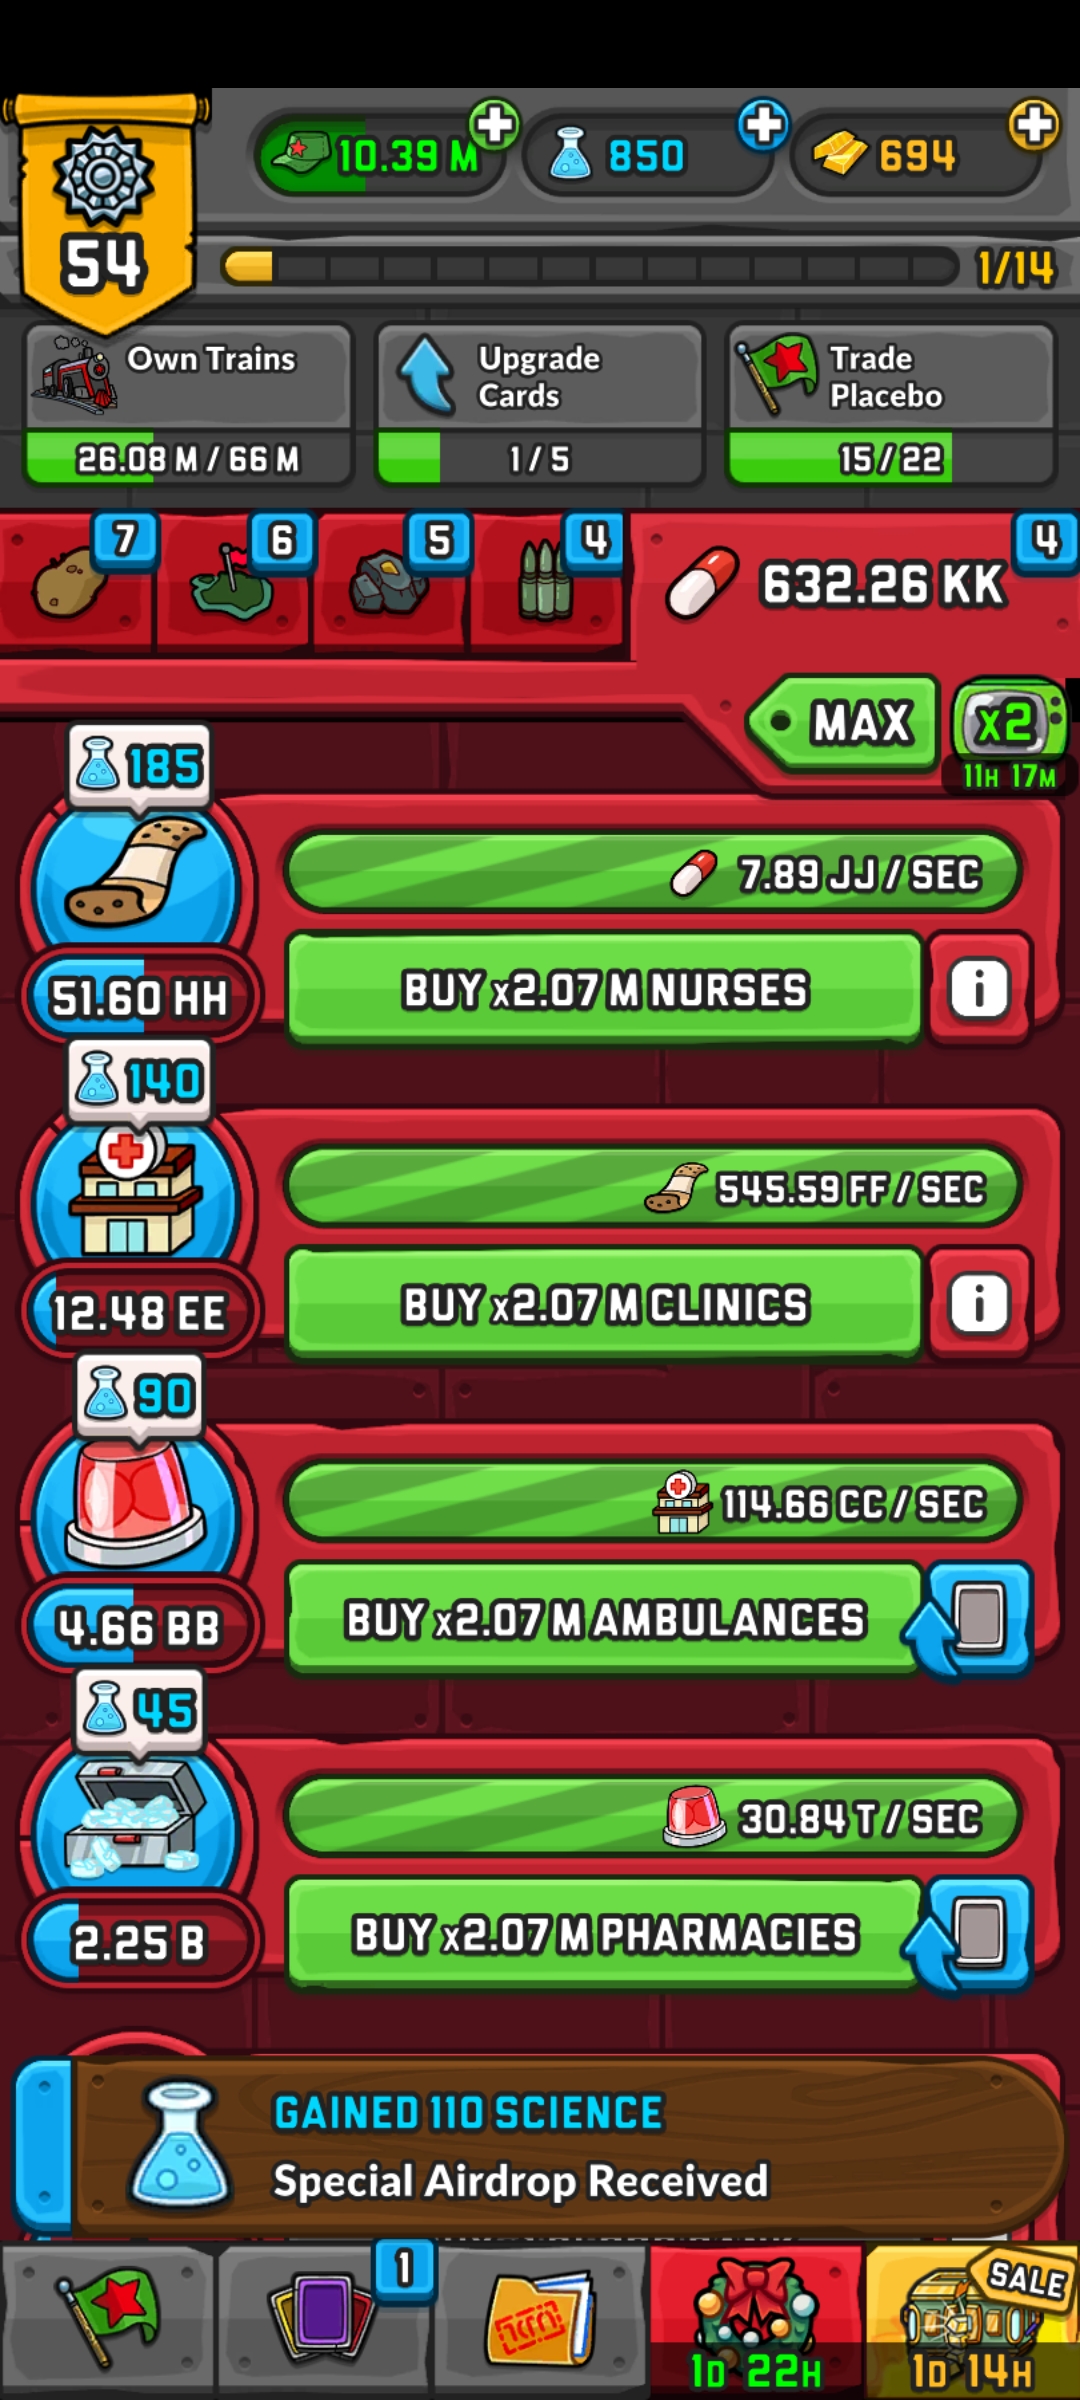 10.39 M
850
694
54
1/14
Own Trains
26.08 M / 66 M
Upgrade
Cards
1 / 5
Trade
Placebo
15 / 22
7
6
5
4
632.26 KK
4
MAX
x2
11H 17M
185
7.89 JJ / SEC
51.60 HH
BUY x2.07 M NURSES
i
140
545.59 FF / SEC
12.48 EE
BUY x2.07 M CLINICS
i
90
114.66 CC / SEC
4.66 BB
BUY x2.07 M AMBULANCES
45
30.84 T / SEC
2.25 B
BUY x2.07 M PHARMACIES
GAINED 110 SCIENCE
Special Airdrop Received
1
SALE
1D 22H
1D 14H